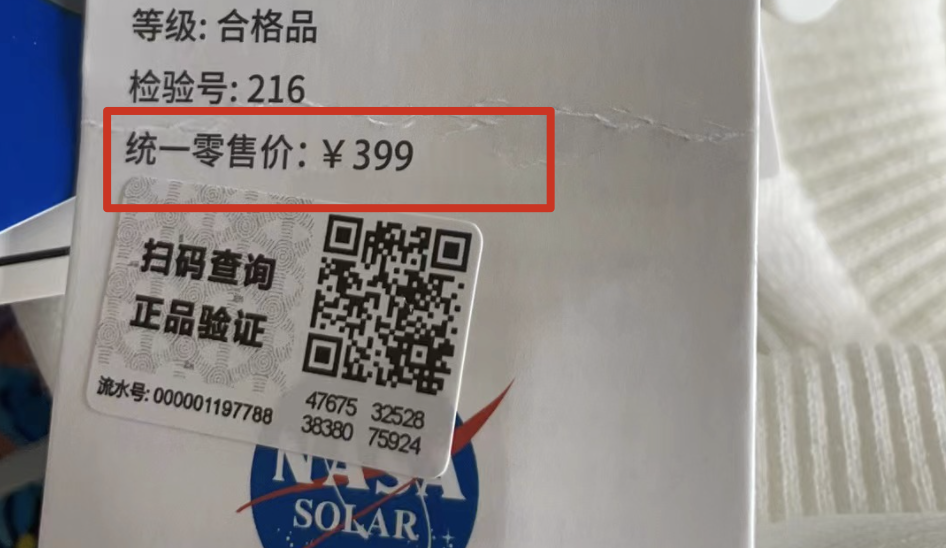 等级: 合格品
检验号: 216
统一零售价: ￥399
扫码查询
正品验证
流水号: 000001197788
47675 32528
38380 75924
NASA
SOLAR